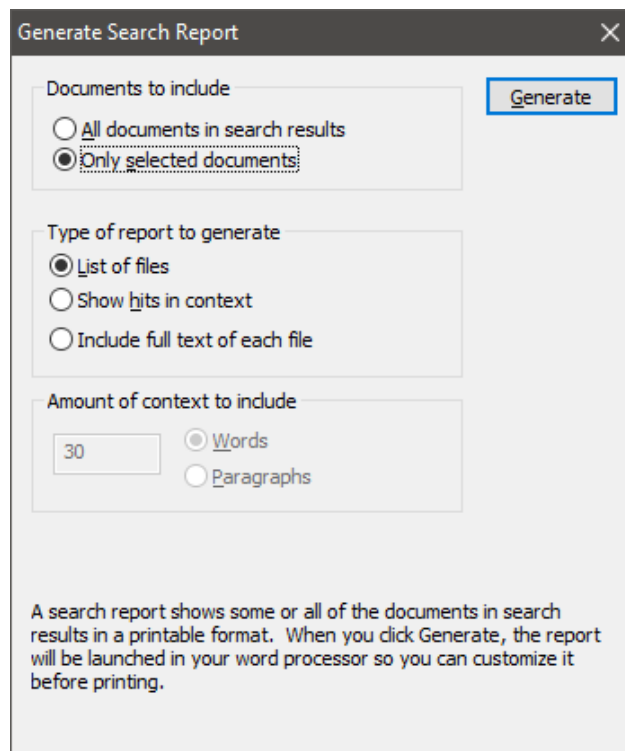 Generate Search Report
Documents to include
Generate
All documents in search results
Only selected documents
Type of report to generate
List of files
Show hits in context
Include full text of each file
Amount of context to include
30
Words
Paragraphs
A search report shows some or all of the documents in search
results in a printable format. When you click Generate, the report
will be launched in your word processor so you can customize it
before printing.